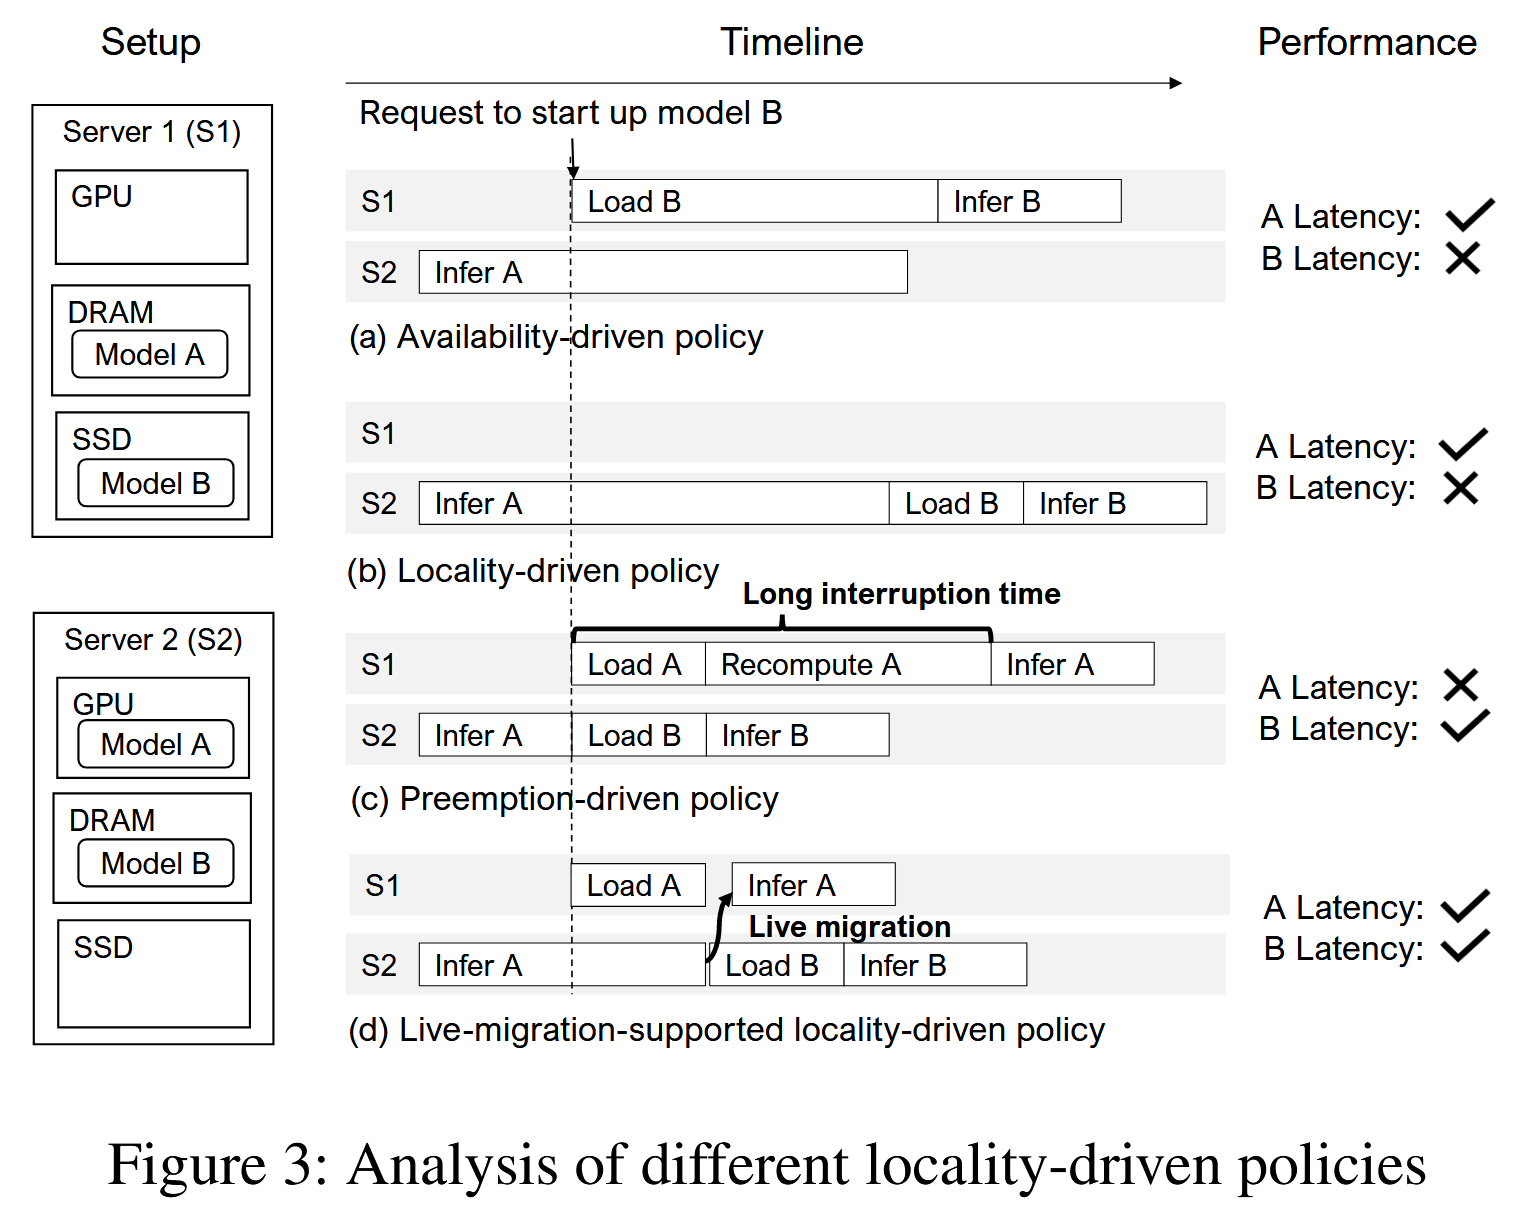 Setup
Timeline
Performance
Server 1 (S1)
GPU
DRAM
Model A
SSD
Model B
Server 2 (S2)
GPU
Model A
DRAM
Model B
SSD
Request to start up model B
S1 Load B Infer B
S2 Infer A
(a) Availability-driven policy
A Latency:
B Latency:
S1
S2 Infer A Load B Infer B
(b) Locality-driven policy
A Latency:
B Latency:
Long interruption time
S1 Load A Recompute A Infer A
S2 Infer A Load B Infer B
(c) Preemption-driven policy
A Latency:
B Latency:
S1 Load A Infer A
Live migration
S2 Infer A Load B Infer B
(d) Live-migration-supported locality-driven policy
A Latency:
B Latency:
Figure 3: Analysis of different locality-driven policies